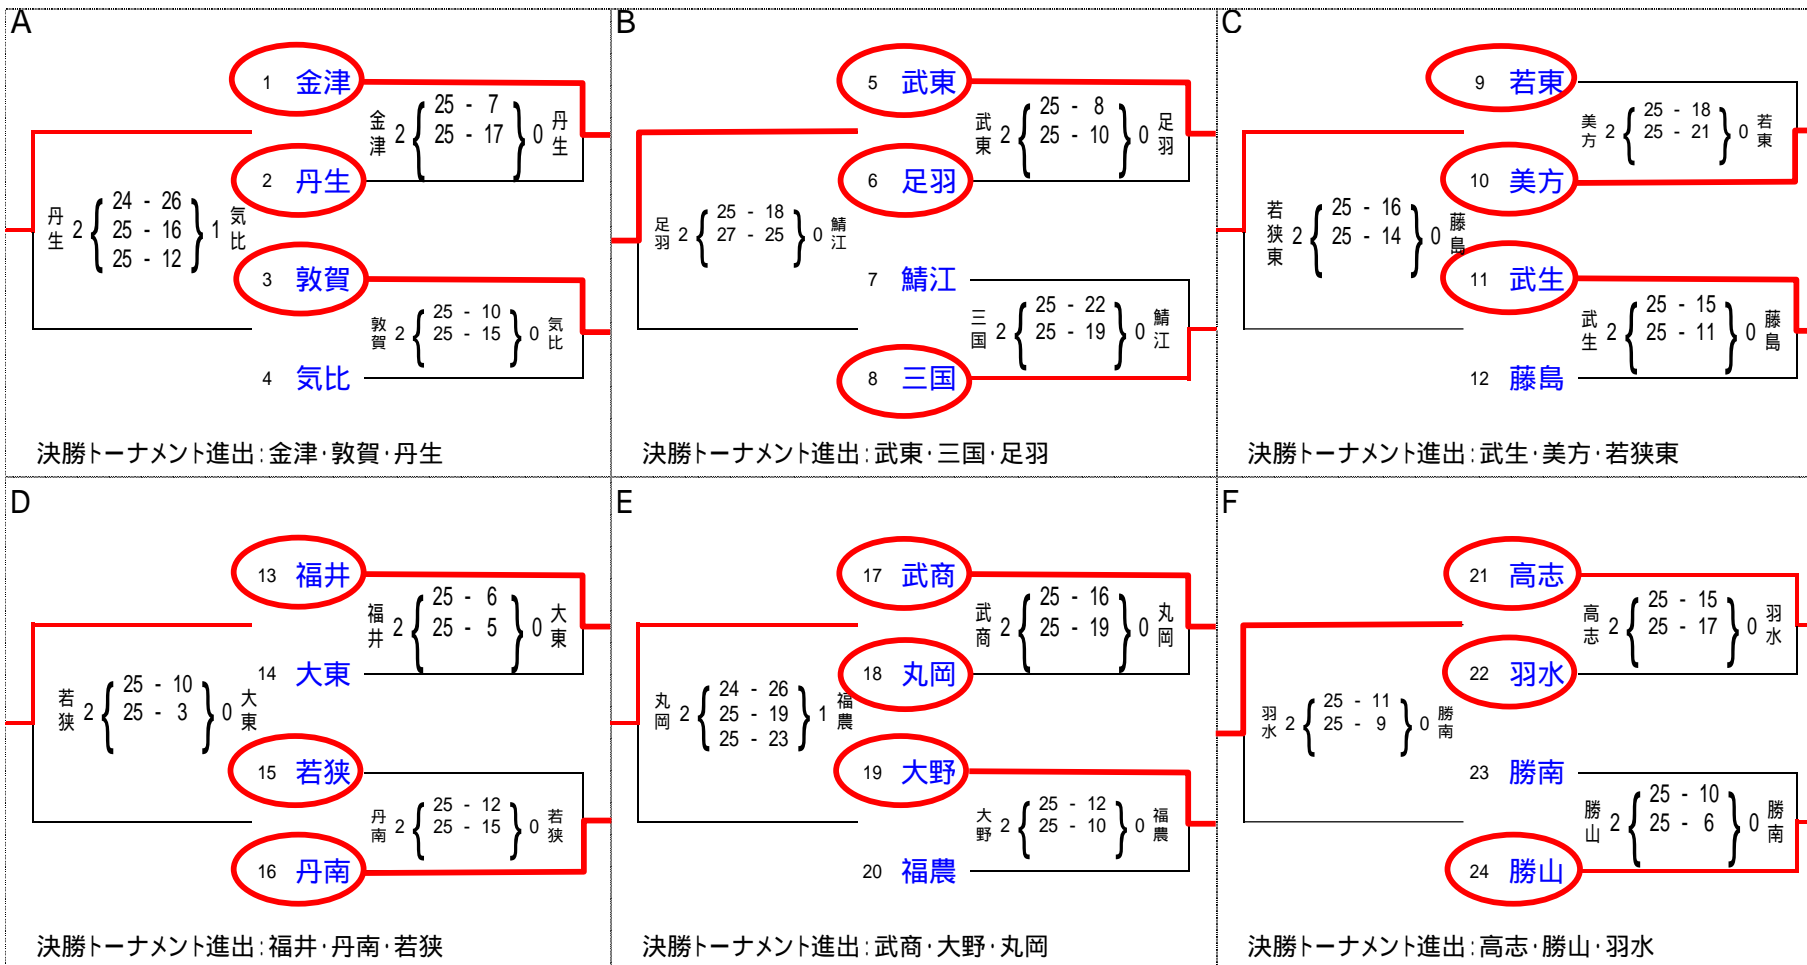 A
1 金津
金津 2 { 25 - 7 } 0 丹生
25 - 17
2 丹生
丹生 2 { 24 - 26 } 1 気比
25 - 16
25 - 12
3 敦賀
敦賀 2 { 25 - 10 } 0 気比
25 - 15
4 気比
決勝トーナメント進出:金津・敦賀・丹生
B
5 武東
武東 2 { 25 - 8 } 0 足羽
25 - 10
6 足羽
足羽 2 { 25 - 18 } 0 鯖江
27 - 25
7 鯖江
三国 2 { 25 - 22 } 0 鯖江
25 - 19
8 三国
決勝トーナメント進出:武東・三国・足羽
C
9 若東
美方 2 { 25 - 18 } 0 若東
25 - 21
10 美方
若狭東 2 { 25 - 16 } 0 藤島
25 - 14
11 武生
武生 2 { 25 - 15 } 0 藤島
25 - 11
12 藤島
決勝トーナメント進出:武生・美方・若狭東
D
13 福井
福井 2 { 25 - 6 } 0 大東
25 - 5
14 大東
若狭 2 { 25 - 10 } 0 大東
25 - 3
15 若狭
丹南 2 { 25 - 12 } 0 若狭
25 - 15
16 丹南
決勝トーナメント進出:福井・丹南・若狭
E
17 武商
武商 2 { 25 - 16 } 0 丸岡
25 - 19
18 丸岡
丸岡 2 { 24 - 26 } 1 福農
25 - 19
25 - 23
19 大野
大野 2 { 25 - 12 } 0 福農
25 - 10
20 福農
決勝トーナメント進出:武商・大野・丸岡
F
21 高志
高志 2 { 25 - 15 } 0 羽水
25 - 17
22 羽水
羽水 2 { 25 - 11 } 0 勝南
25 - 9
23 勝南
勝山 2 { 25 - 10 } 0 勝南
25 - 6
24 勝山
決勝トーナメント進出:高志・勝山・羽水